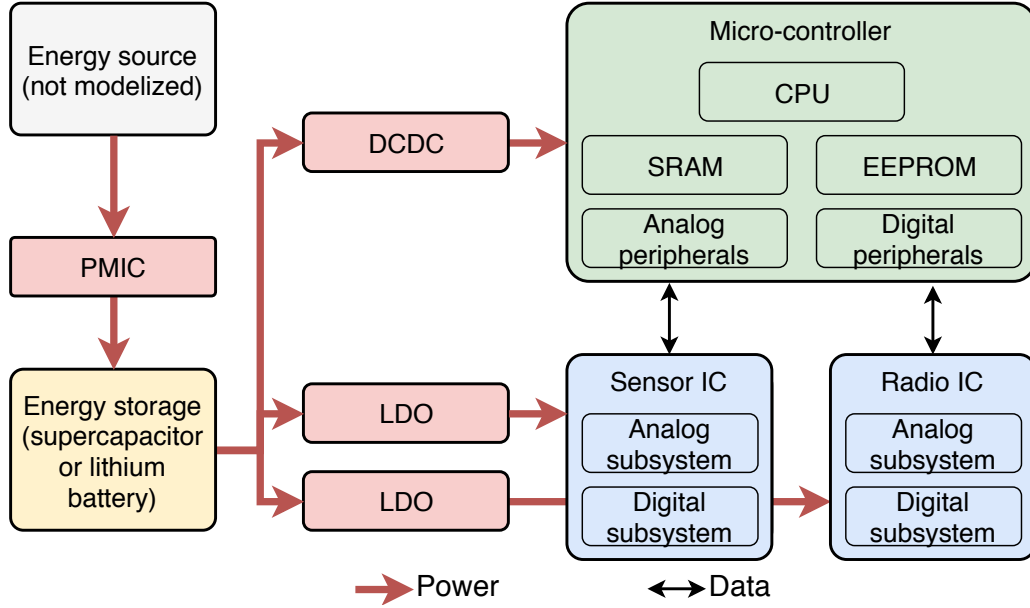 Energy source
(not modelized)
PMIC
Energy storage
(supercapacitor
or lithium
battery)
DCDC
LDO
LDO
Micro-controller
CPU
SRAM
EEPROM
Analog
peripherals
Digital
peripherals
Sensor IC
Analog
subsystem
Digital
subsystem
Radio IC
Analog
subsystem
Digital
subsystem
Power
Data